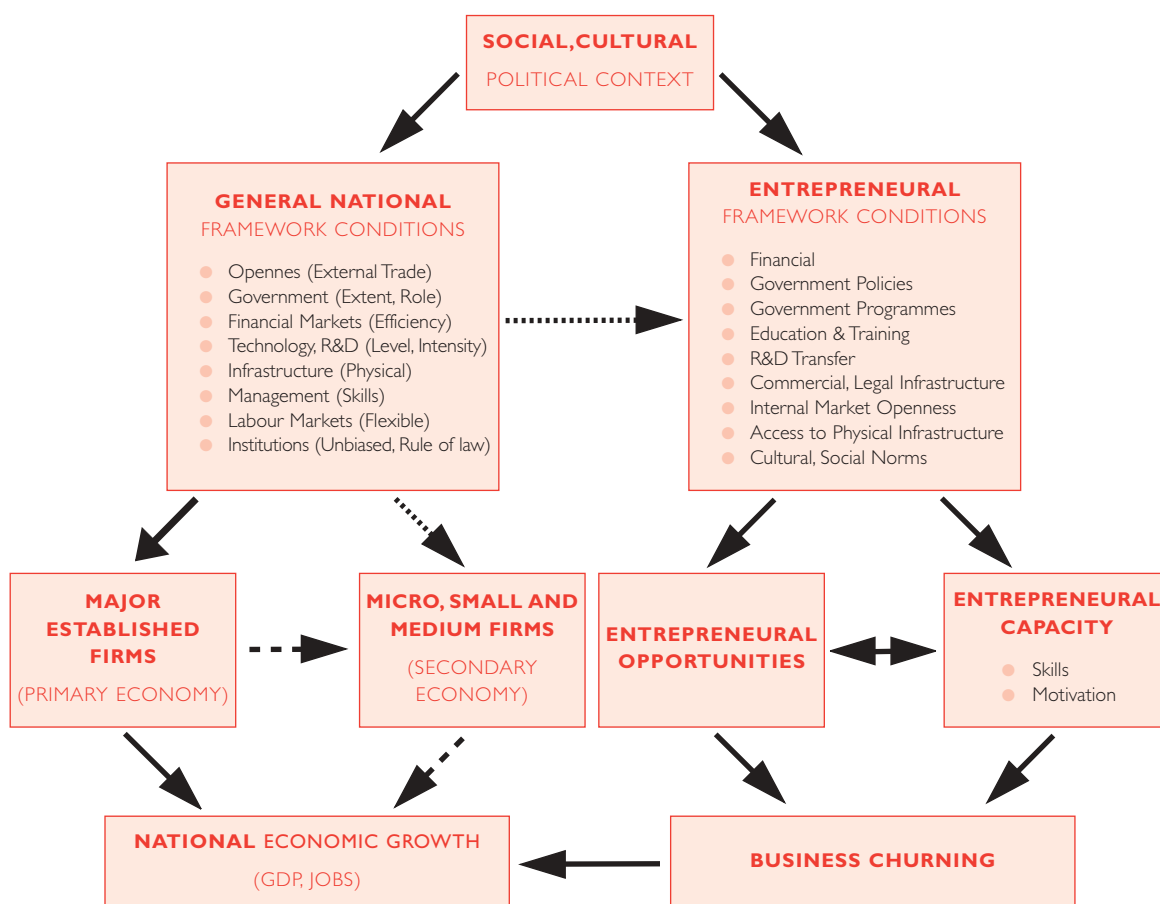 SOCIAL,CULTURAL
POLITICAL CONTEXT
GENERAL NATIONAL
FRAMEWORK CONDITIONS
Opennes (External Trade)
Government (Extent, Role)
Financial Markets (Efficiency)
Technology, R&D (Level, Intensity)
Infrastructure (Physical)
Management (Skills)
Labour Markets (Flexible)
Institutions (Unbiased, Rule of law)
ENTREPRENEURAL
FRAMEWORK CONDITIONS
Financial
Government Policies
Government Programmes
Education & Training
R&D Transfer
Commercial, Legal Infrastructure
Internal Market Openness
Access to Physical Infrastructure
Cultural, Social Norms
MAJOR
ESTABLISHED
FIRMS
(PRIMARY ECONOMY)
MICRO, SMALL AND
MEDIUM FIRMS
(SECONDARY
ECONOMY)
ENTREPRENEURAL
OPPORTUNITIES
ENTREPRENEURAL
CAPACITY
Skills
Motivation
NATIONAL ECONOMIC GROWTH
(GDP, JOBS)
BUSINESS CHURNING